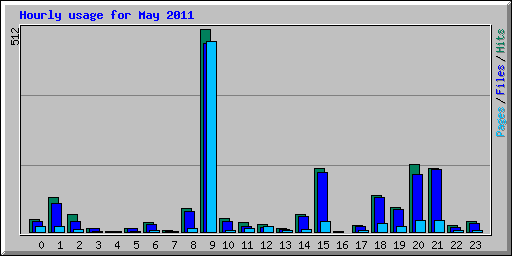 Hourly usage for May 2011
512
Pages/Files/Hits
0 1 2 3 4 5 6 7 8 9 10 11 12 13 14 15 16 17 18 19 20 21 22 23